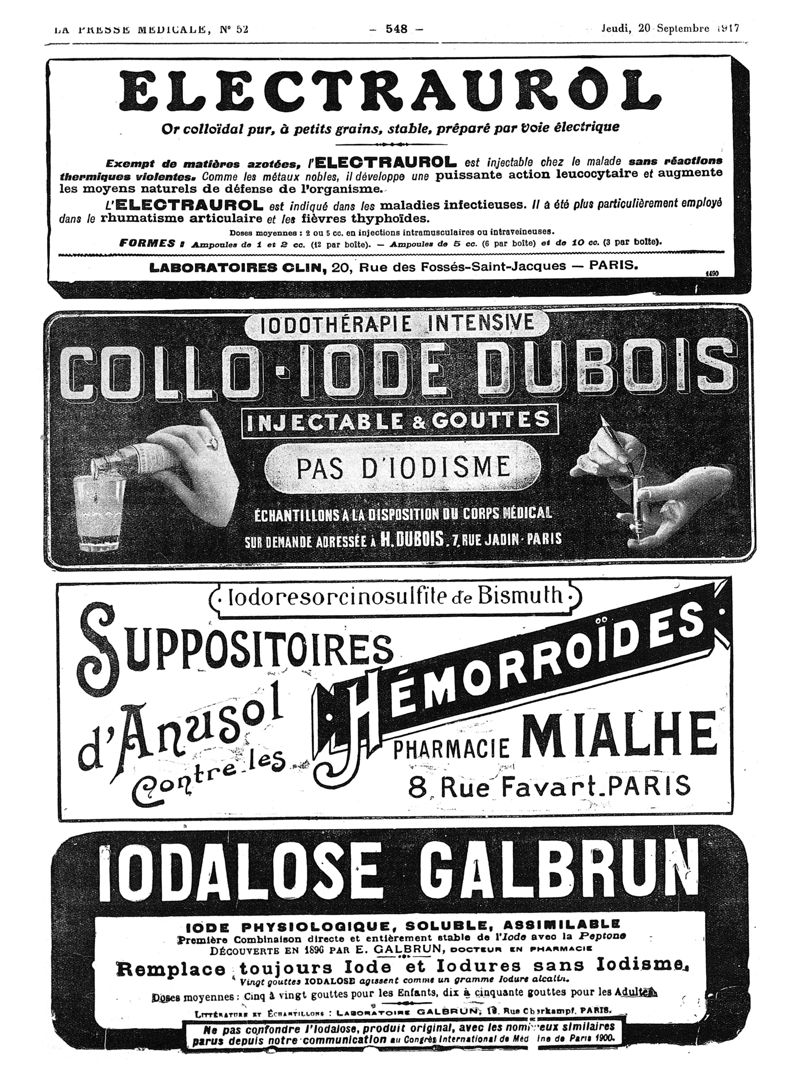 LA PRESSE MEDICALE, N° 52 — 548 — Jeudi, 20 Septembre 1917
ELECTRAUROL
Or colloïdal pur, à petits grains, stable, préparé par Voie électrique
Exempt de matières azotées, l'ELECTRAUROL est injectable chez le malade sans réactions
thermiques violentes. Comme les métaux nobles, il développe une puissante action leucocytaire et augmente
les moyens naturels de défense de l'organisme.
L'ELECTRAUROL est indiqué dans les maladies infectieuses. Il a été plus particulièrement employé
dans le rhumatisme articulaire et les fièvres thyphoïdes.
Doses moyennes : 2 ou 5 cc. en injections intramusculaires ou intraveineuses.
FORMES : Ampoules de 1 et 2 cc. (12 par boîte). — Ampoules de 5 cc. (6 par boîte) et de 10 cc. (3 par boîte).
LABORATOIRES CLIN, 20, Rue des Fossés-Saint-Jacques — PARIS.
1490
IODOTHÉRAPIE INTENSIVE
COLLO-IODE DUBOIS
INJECTABLE & GOUTTES
PAS D'IODISME
ÉCHANTILLONS A LA DISPOSITION DU CORPS MÉDICAL
SUR DEMANDE ADRESSÉE À H. DUBOIS, 7, RUE JADIN - PARIS
Iodoresorcinosulfite de Bismuth
SUPPOSITOIRES
d'Anusol
Contre les
HÉMORROÏDES
PHARMACIE MIALHE
8, Rue Favart. PARIS
IODALOSE GALBRUN
IODE PHYSIOLOGIQUE, SOLUBLE, ASSIMILABLE
Première Combinaison directe et entièrement stable de l'Iode avec la Peptone
DÉCOUVERTE EN 1896 PAR E. GALBRUN, DOCTEUR EN PHARMACIE
Remplace toujours Iode et Iodures sans Iodisme.
Vingt gouttes IODALOSE agissent comme un gramme Iodure alcalin.
Doses moyennes : Cinq à vingt gouttes pour les Enfants, dix à cinquante gouttes pour les Adultes.
LITTÉRATURE ET ÉCHANTILLONS : LABORATOIRE GALBRUN, Rue Oberkampf, PARIS.
Ne pas confondre l'Iodalose, produit original, avec les nombreux similaires
parus depuis notre communication au Congrès International de Médecine de Paris 1900.